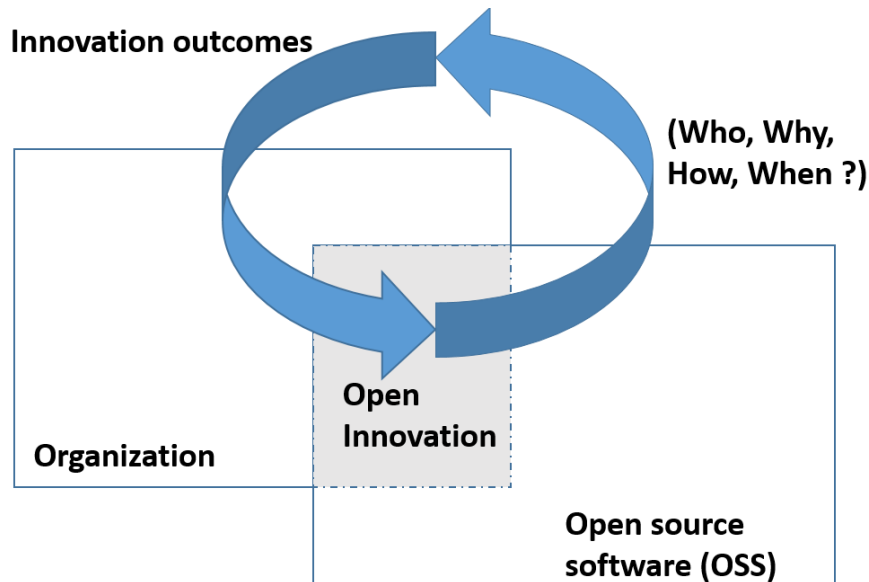 Innovation outcomes
(Who, Why,
How, When ?)
Open
Innovation
Organization
Open source
software (OSS)